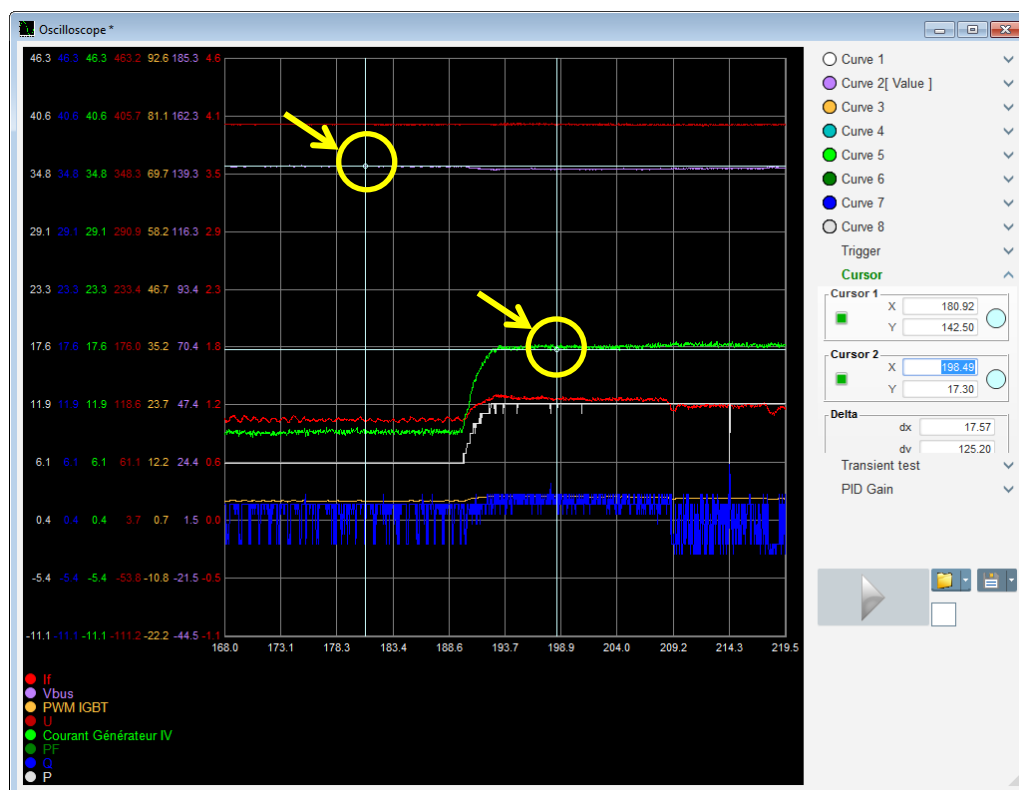 Oscilloscope *
46.3 46.3 46.3 463.2 92.6 185.3 4.6
40.6 40.6 40.6 405.7 81.1 162.3 4.1
34.8 34.8 34.8 348.3 69.7 139.3 3.5
29.1 29.1 29.1 290.9 58.2 116.3 2.9
23.3 23.3 23.3 233.4 46.7 93.4 2.3
17.6 17.6 17.6 176.0 35.2 70.4 1.8
11.9 11.9 11.9 118.6 23.7 47.4 1.2
6.1 6.1 6.1 61.1 12.2 24.4 0.6
0.4 0.4 0.4 3.7 0.7 1.5 0.0
-5.4 -5.4 -5.4 -53.8 -10.8 -21.5 -0.5
-11.1 -11.1 -11.1 -111.2 -22.2 -44.5 -1.1
168.0 173.1 178.3 183.4 188.6 193.7 198.9 204.0 209.2 214.3 219.5
If
Vbus
PWM IGBT
U
Courant Générateur IV
PF
Q
P
Curve 1
Curve 2[ Value ]
Curve 3
Curve 4
Curve 5
Curve 6
Curve 7
Curve 8
Trigger
Cursor
Cursor 1
X 180.92
Y 142.50
Cursor 2
X 198.49
Y 17.30
Delta
dx 17.57
dy 125.20
Transient test
PID Gain